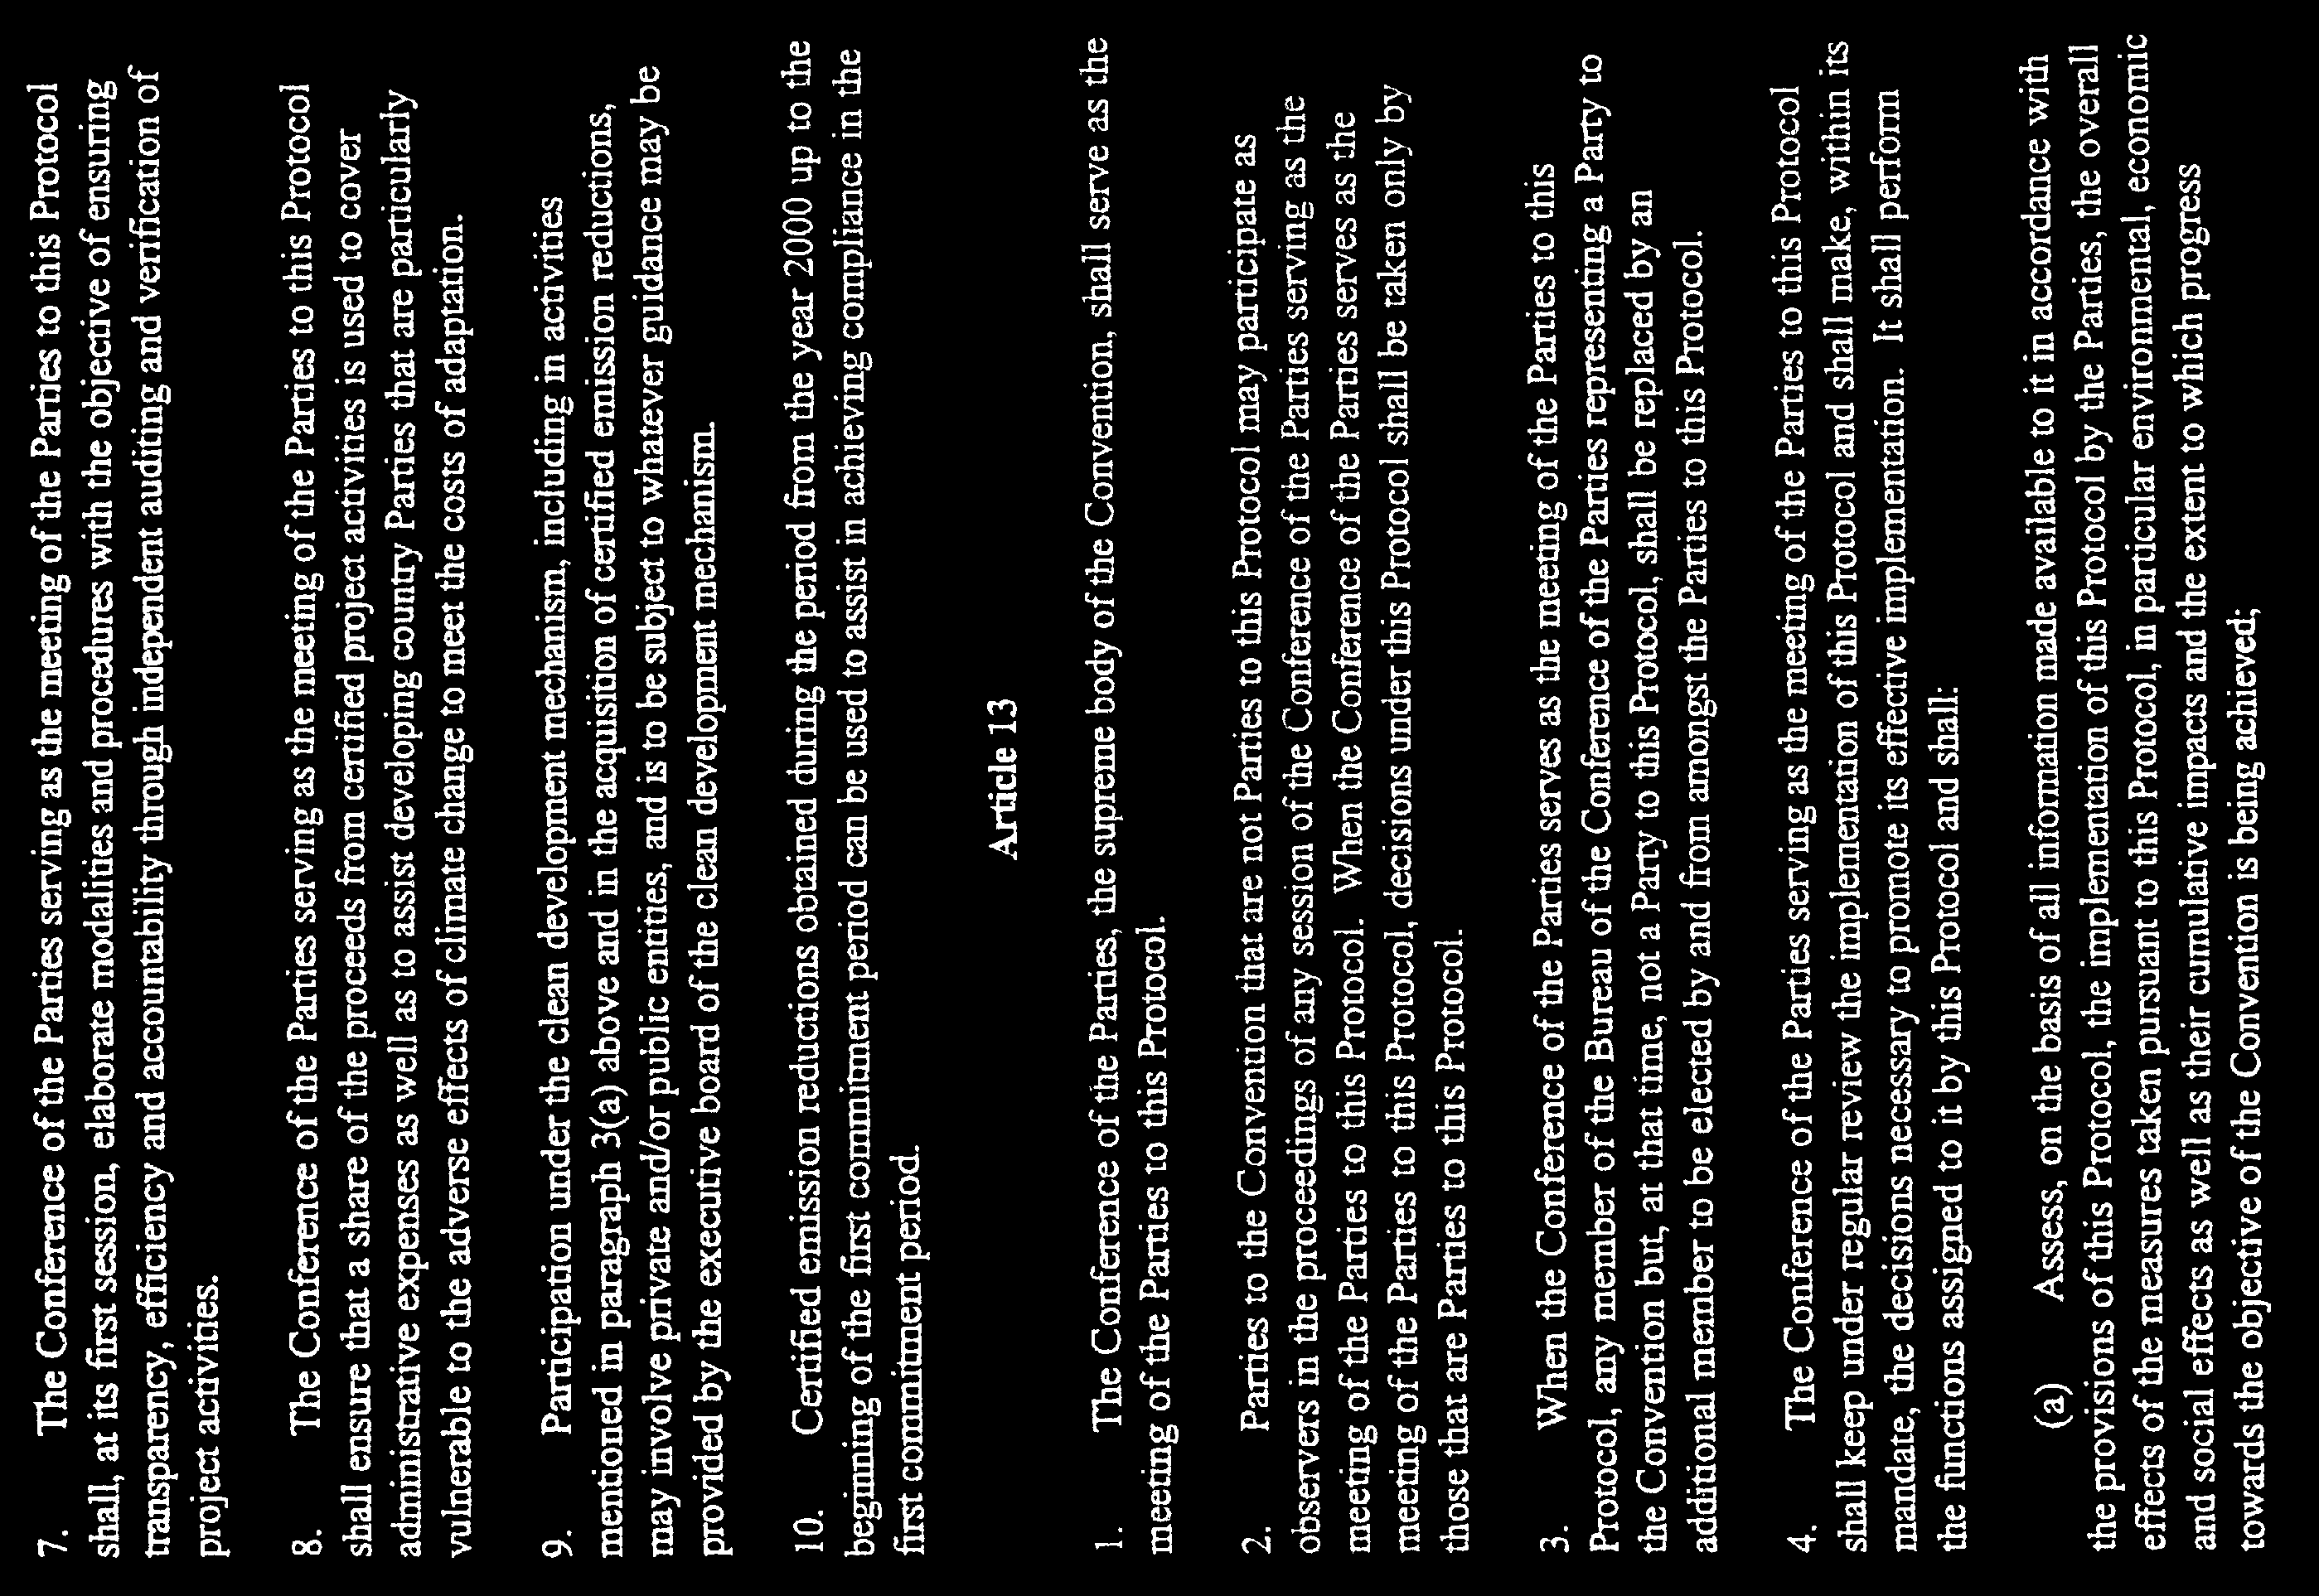 7. The Conference of the Parties serving as the meeting of the Parties to this Protocol
shall, at its first session, elaborate modalities and procedures with the objective of ensuring
transparency, efficiency and accountability through independent auditing and verification of
project activities.
8. The Conference of the Parties serving as the meeting of the Parties to this Protocol
shall ensure that a share of the proceeds from certified project activities is used to cover
administrative expenses as well as to assist developing country Parties that are particularly
vulnerable to the adverse effects of climate change to meet the costs of adaptation.
9. Participation under the clean development mechanism, including in activities
mentioned in paragraph 3(a) above and in the acquisition of certified emission reductions,
may involve private and/or public entities, and is to be subject to whatever guidance may be
provided by the executive board of the clean development mechanism.
10. Certified emission reductions obtained during the period from the year 2000 up to the
beginning of the first commitment period can be used to assist in achieving compliance in the
first commitment period.
Article 13
1. The Conference of the Parties, the supreme body of the Convention, shall serve as the
meeting of the Parties to this Protocol.
2. Parties to the Convention that are not Parties to this Protocol may participate as
observers in the proceedings of any session of the Conference of the Parties serving as the
meeting of the Parties to this Protocol. When the Conference of the Parties serves as the
meeting of the Parties to this Protocol, decisions under this Protocol shall be taken only by
those that are Parties to this Protocol.
3. When the Conference of the Parties serves as the meeting of the Parties to this
Protocol, any member of the Bureau of the Conference of the Parties representing a Party to
the Convention but, at that time, not a Party to this Protocol, shall be replaced by an
additional member to be elected by and from amongst the Parties to this Protocol.
4. The Conference of the Parties serving as the meeting of the Parties to this Protocol
shall keep under regular review the implementation of this Protocol and shall make, within its
mandate, the decisions necessary to promote its effective implementation. It shall perform
the functions assigned to it by this Protocol and shall:
(a) Assess, on the basis of all information made available to it in accordance with
the provisions of this Protocol, the implementation of this Protocol by the Parties, the overall
effects of the measures taken pursuant to this Protocol, in particular environmental, economic
and social effects as well as their cumulative impacts and the extent to which progress
towards the objective of the Convention is being achieved;